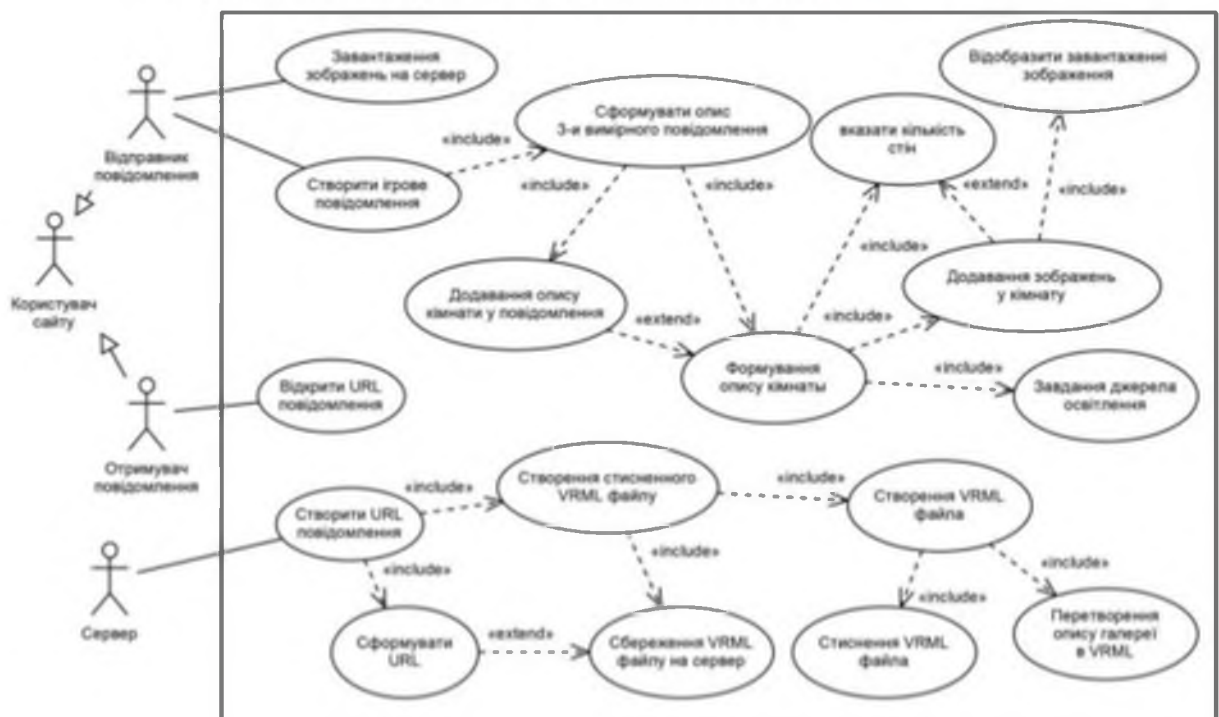 Завантаження
зображень на сервер
Відобразити завантаженні
зображення
Сформувати опис
3-и вимірного повідомлення
вказати кількість
стін
Відправник
повідомлення
«include»
Створити ігрове
повідомлення
«include»
«include»
«extend»
«include»
Користувач
сайту
Додавання опису
кімнати у повідомлення
«include»
Додавання зображень
у кімнату
«extend»
«include»
Формування
опису кімнаты
«include»
Завдання джерела
освітлення
Відкрити URL
повідомлення
Отримувач
повідомлення
Створити URL
повідомлення
«include»
Створення стисненного
VRML файлу
«include»
Створення VRML
файла
Сервер
«include»
«include»
«include»
«include»
Сформувати
URL
«extend»
Сбереження VRML
файлу на сервер
Стиснення VRML
файла
Перетворення
опису галереї
в VRML